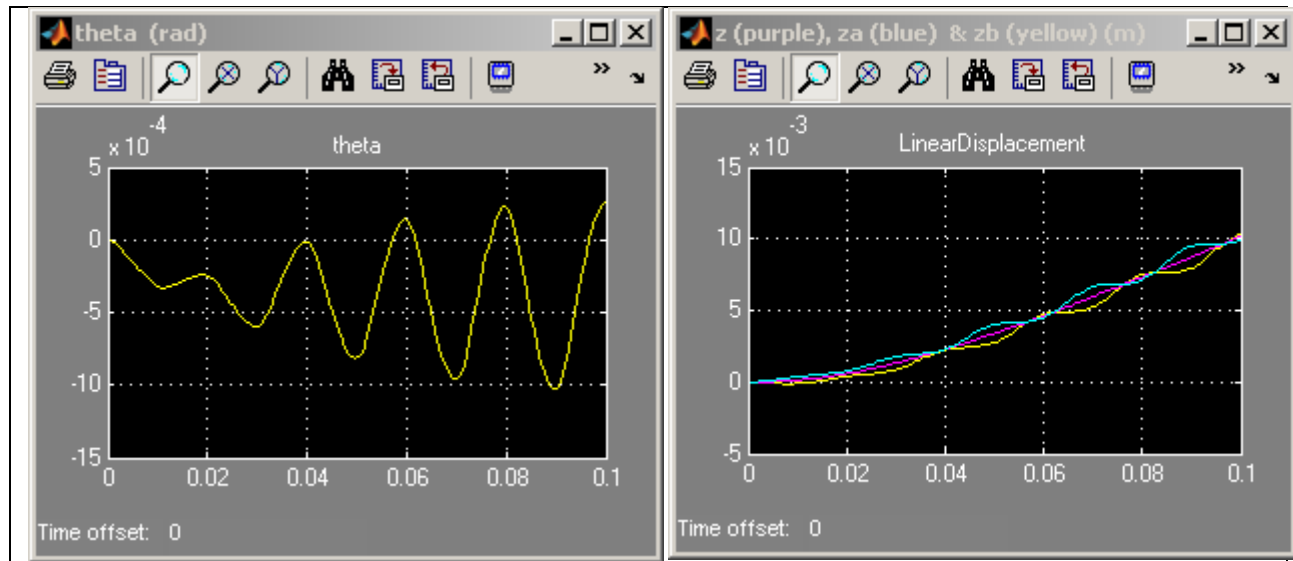 theta (rad)
»
x 10
-4
theta
5
0
-5
-10
-15
0 0.02 0.04 0.06 0.08 0.1
Time offset: 0
z (purple), za (blue) & zb (yellow) (m)
»
x 10
-3
LinearDisplacement
15
10
5
0
-5
0 0.02 0.04 0.06 0.08 0.1
Time offset: 0